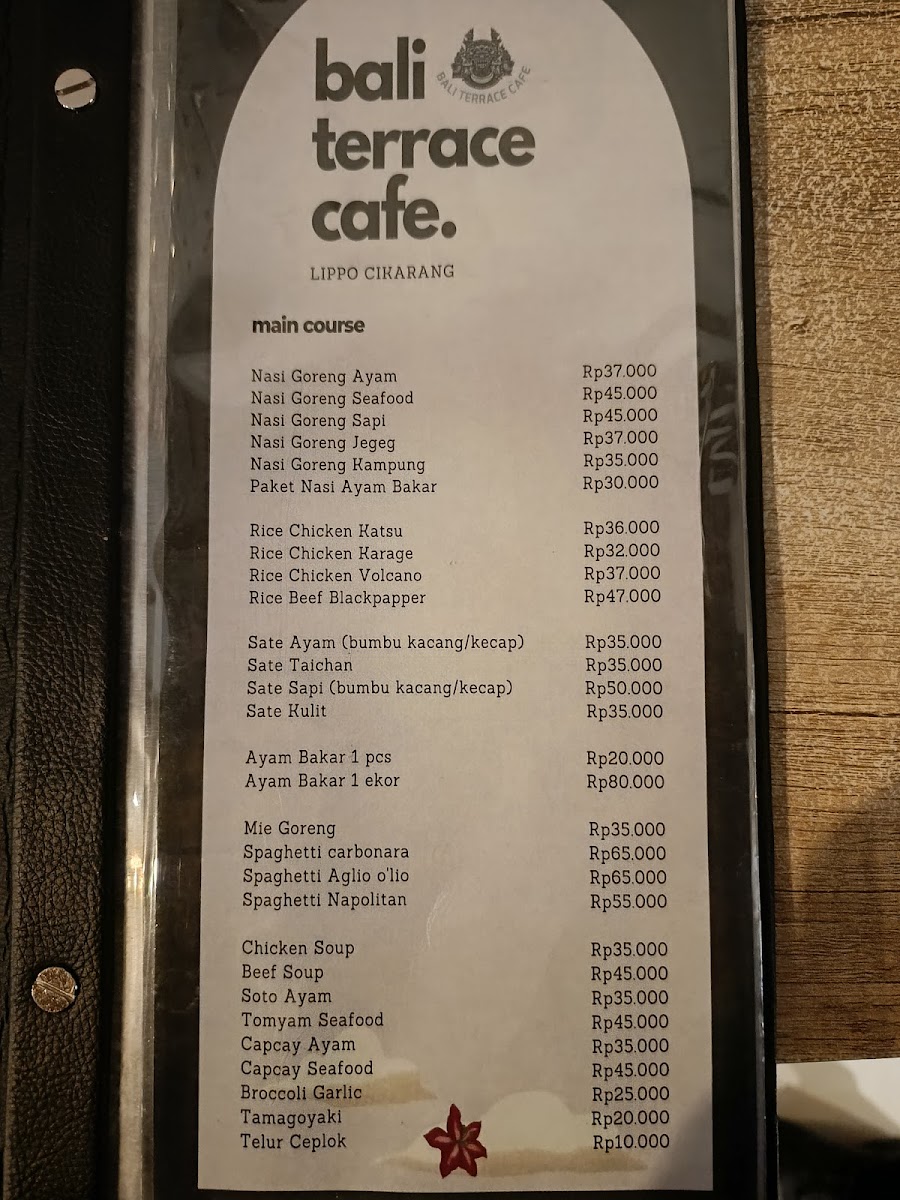 bali
BALI TERRACE CAFE
terrace
cafe.
LIPPO CIKARANG
main course
Nasi Goreng Ayam Rp37.000
Nasi Goreng Seafood Rp45.000
Nasi Goreng Sapi Rp45.000
Nasi Goreng Jegeg Rp37.000
Nasi Goreng Kampung Rp35.000
Paket Nasi Ayam Bakar Rp30.000
Rice Chicken Katsu Rp36.000
Rice Chicken Karage Rp32.000
Rice Chicken Volcano Rp37.000
Rice Beef Blackpapper Rp47.000
Sate Ayam (bumbu kacang/kecap) Rp35.000
Sate Taichan Rp35.000
Sate Sapi (bumbu kacang/kecap) Rp50.000
Sate Kulit Rp35.000
Ayam Bakar 1 pcs Rp20.000
Ayam Bakar 1 ekor Rp80.000
Mie Goreng Rp35.000
Spaghetti carbonara Rp65.000
Spaghetti Aglio o'lio Rp65.000
Spaghetti Napolitan Rp55.000
Chicken Soup Rp35.000
Beef Soup Rp45.000
Soto Ayam Rp35.000
Tomyam Seafood Rp45.000
Capcay Ayam Rp35.000
Capcay Seafood Rp45.000
Broccoli Garlic Rp25.000
Tamagoyaki Rp20.000
Telur Ceplok Rp10.000